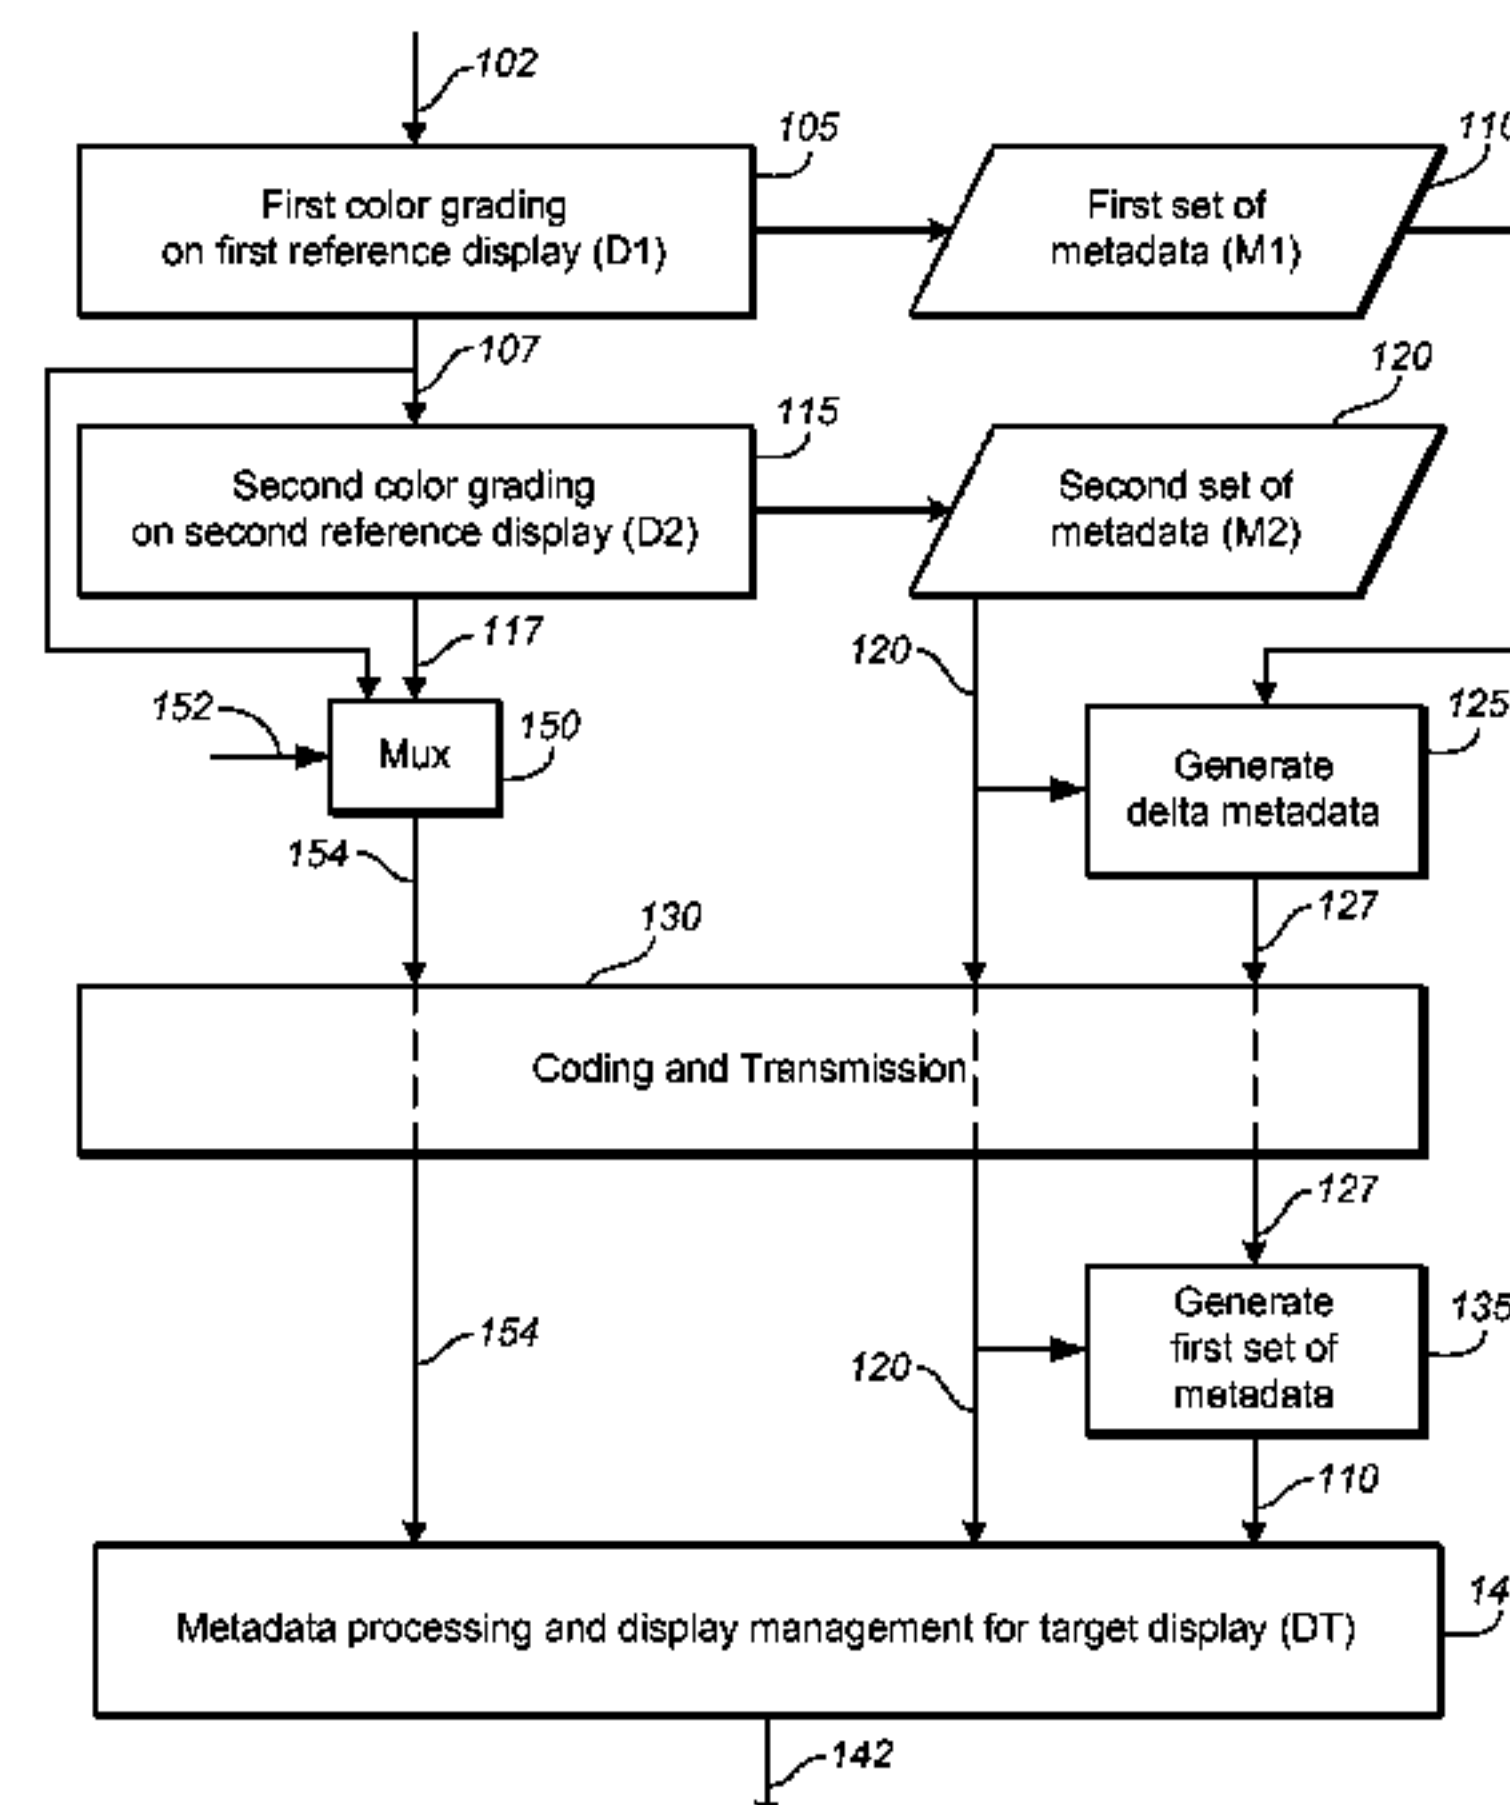 102
105
110
First color grading
on first reference display (D1)
First set of
metadata (M1)
107
120
115
Second color grading
on second reference display (D2)
Second set of
metadata (M2)
117
120
152
150
125
Mux
Generate
delta metadata
154
127
130
Coding and Transmission
127
154
120
135
Generate
first set of
metadata
110
14
Metadata processing and display management for target display (DT)
142